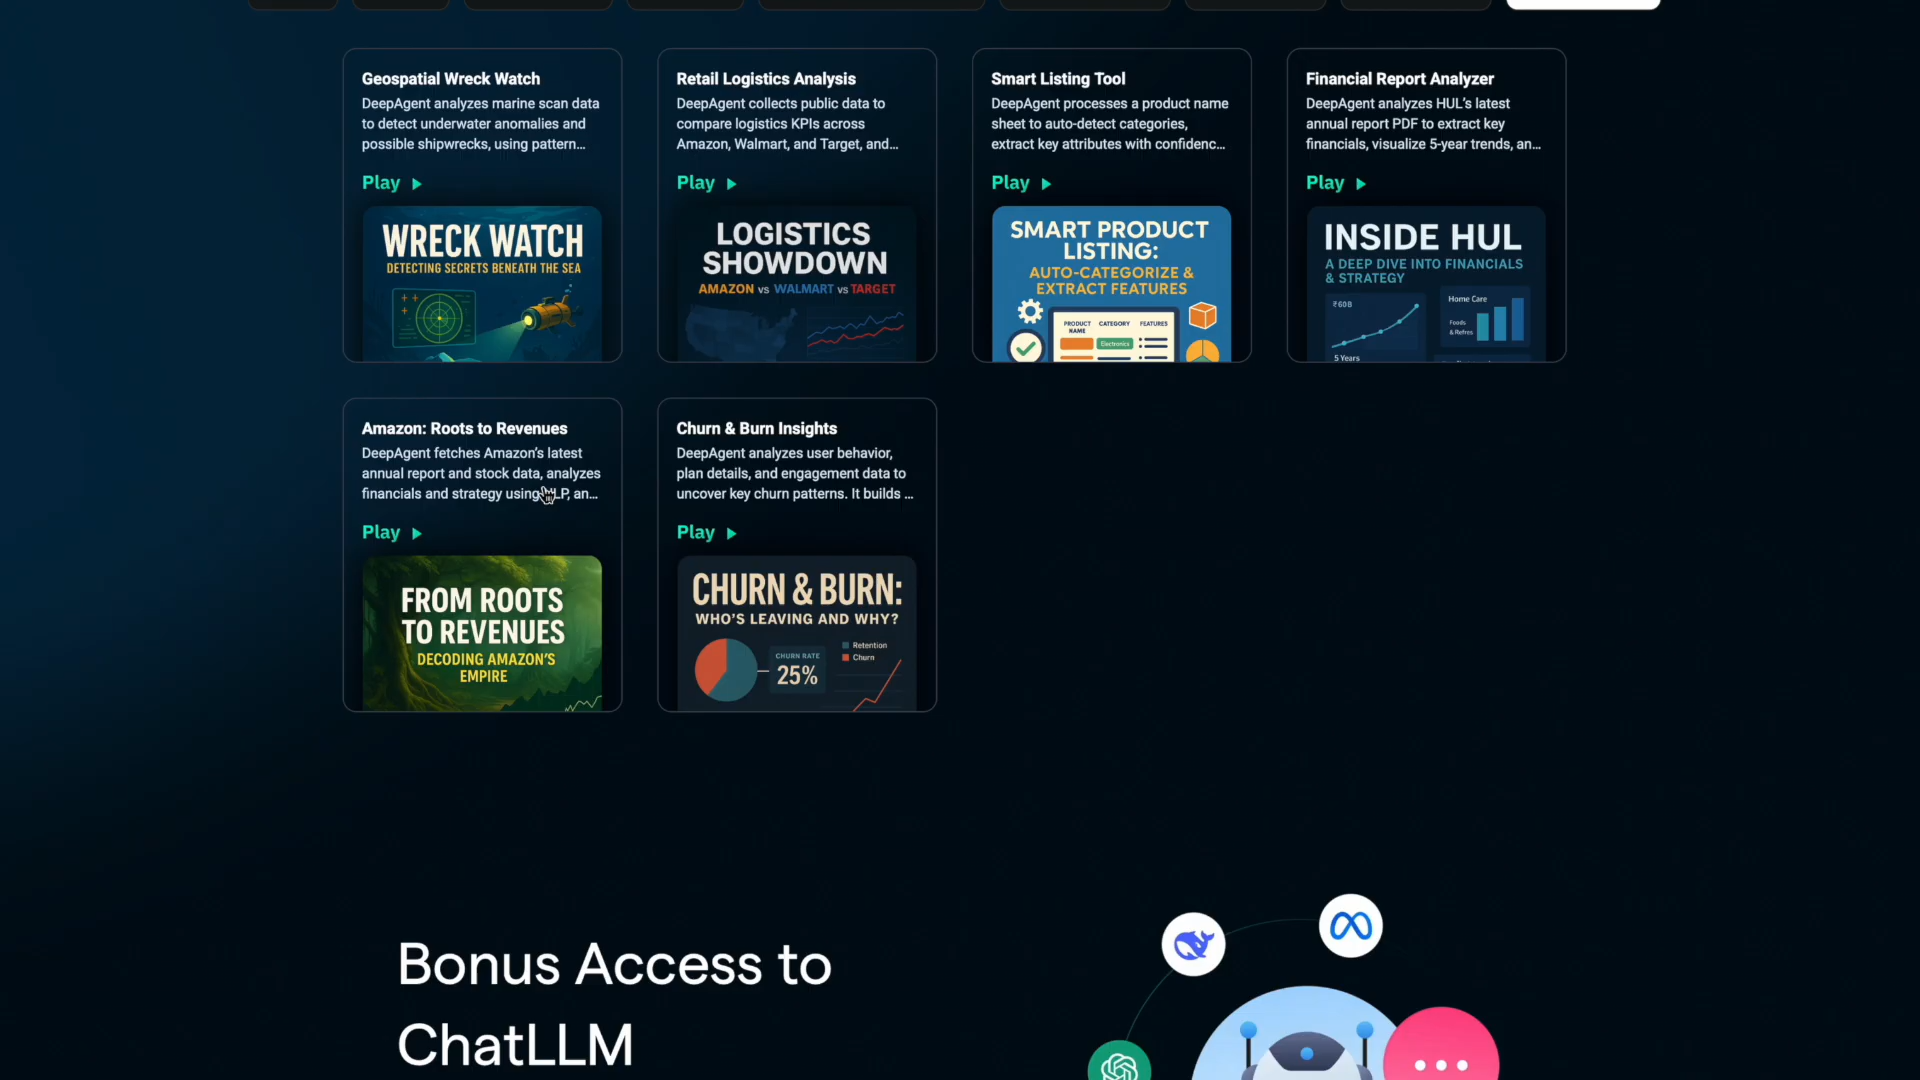 Geospatial Wreck Watch
DeepAgent analyzes marine scan data
to detect underwater anomalies and
possible shipwrecks, using pattern...
Play
WRECK WATCH
DETECTING SECRETS BENEATH THE SEA
Retail Logistics Analysis
DeepAgent collects public data to
compare logistics KPIs across
Amazon, Walmart, and Target, and...
Play
LOGISTICS
SHOWDOWN
AMAZON vs WALMART vs TARGET
Smart Listing Tool
DeepAgent processes a product name
sheet to auto-detect categories,
extract key attributes with confidenc...
Play
SMART PRODUCT
LISTING:
AUTO-CATEGORIZE &
EXTRACT FEATURES
PRODUCT NAME CATEGORY FEATURES
Electronics
Financial Report Analyzer
DeepAgent analyzes HUL's latest
annual report PDF to extract key
financials, visualize 5-year trends, an...
Play
INSIDE HUL
A DEEP DIVE INTO FINANCIALS
& STRATEGY
₹60B
5 Years
Home Care
Foods
& Refres
Amazon: Roots to Revenues
DeepAgent fetches Amazon's latest
annual report and stock data, analyzes
financials and strategy using LP, an...
Play
FROM ROOTS
TO REVENUES
DECODING AMAZON'S
EMPIRE
Churn & Burn Insights
DeepAgent analyzes user behavior,
plan details, and engagement data to
uncover key churn patterns. It builds ...
Play
CHURN & BURN:
WHO'S LEAVING AND WHY?
CHURN RATE
25%
Retention
Churn
Bonus Access to
ChatLLM